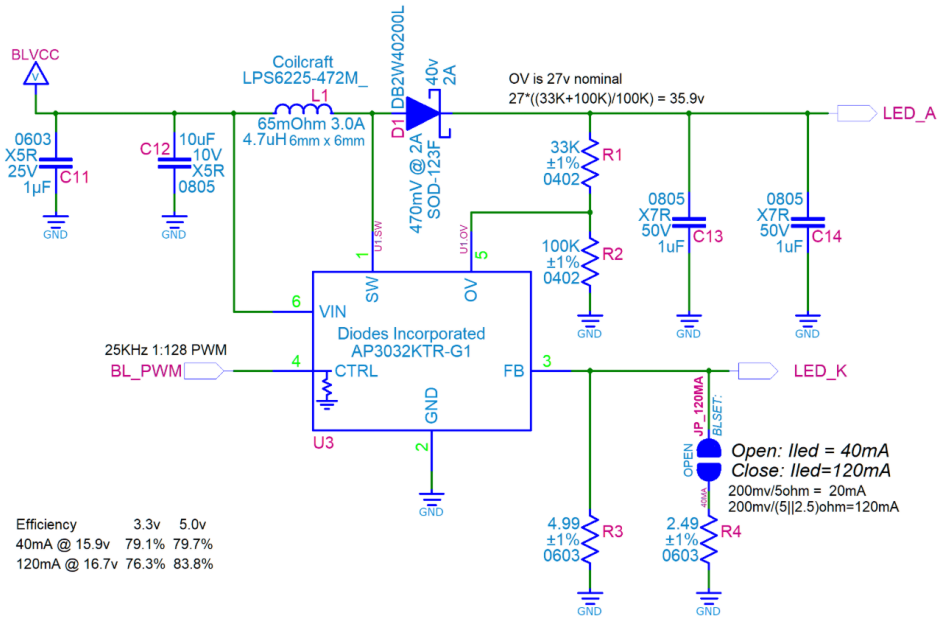 BLVCC
V
0603
X5R
25V
1µF
C11
GND
C12
10uF
10V
X5R
0805
GND
Coilcraft
LPS6225-472M_
L1
65mOhm 3.0A
4.7uH 6mm x 6mm
D1
DB2W40200L
40v
2A
470mV @ 2A
SOD-123F
OV is 27v nominal
27*((33K+100K)/100K) = 35.9v
LED_A
33K
±1%
0402
R1
100K
±1%
0402
R2
GND
0805
X7R
50V
1uF
C13
GND
0805
X7R
50V
1uF
C14
GND
1
U1.SW
SW
U1.OV
5
OV
6
VIN
Diodes Incorporated
AP3032KTR-G1
25KHz 1:128 PWM
BL_PWM
4
CTRL
FB
3
LED_K
GND
2
U3
GND
JP_120MA
BLSET:
OPEN
40MA
Open: Iled = 40mA
Close: Iled=120mA
200mv/5ohm = 20mA
200mv/(5||2.5)ohm=120mA
4.99
±1%
0603
R3
GND
2.49
±1%
0603
R4
GND
Efficiency 3.3v 5.0v
40mA @ 15.9v 79.1% 79.7%
120mA @ 16.7v 76.3% 83.8%